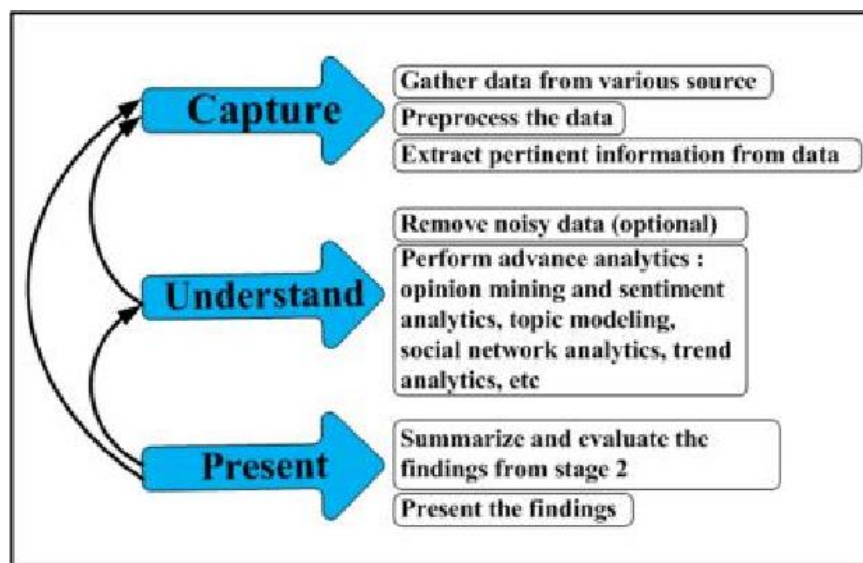 Capture
Gather data from various source
Preprocess the data
Extract pertinent information from data
Understand
Remove noisy data (optional)
Perform advance analytics :
opinion mining and sentiment
analytics, topic modeling,
social network analytics, trend
analytics, etc
Present
Summarize and evaluate the
findings from stage 2
Present the findings